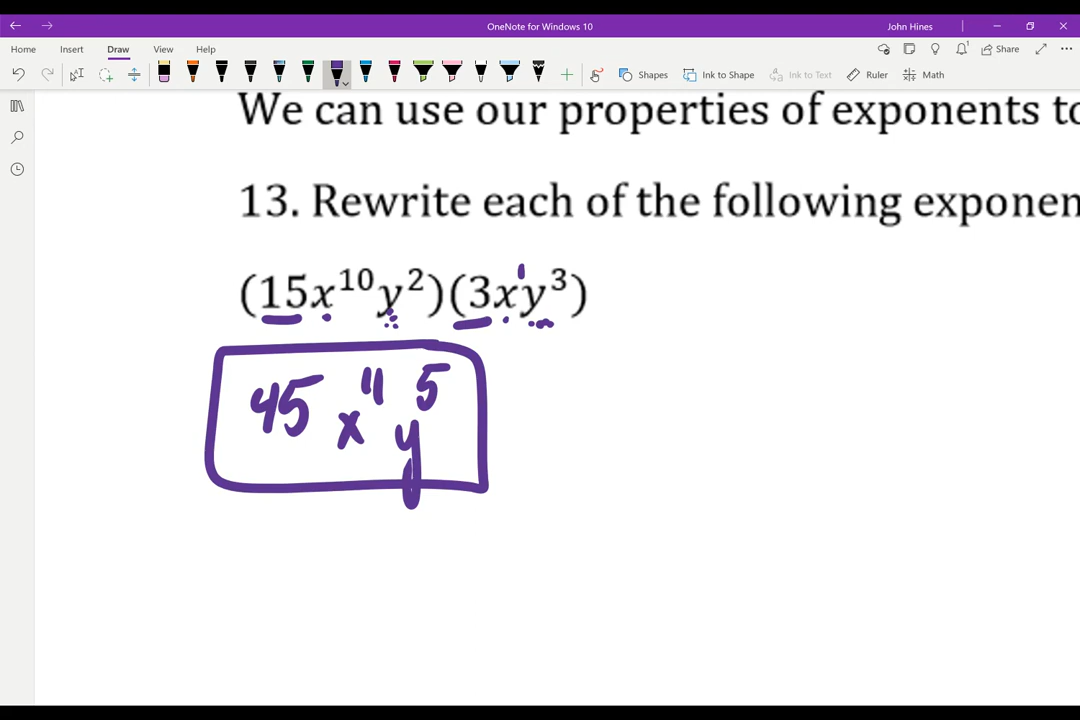 OneNote for Windows 10
John Hines
Home Insert Draw View Help
1
Share
Shapes Ink to Shape Ink to Text Ruler Math
We can use our properties of exponents to
13. Rewrite each of the following exponen
(15x¹⁰y²)(3x¹y³)
45 x¹¹ y⁵